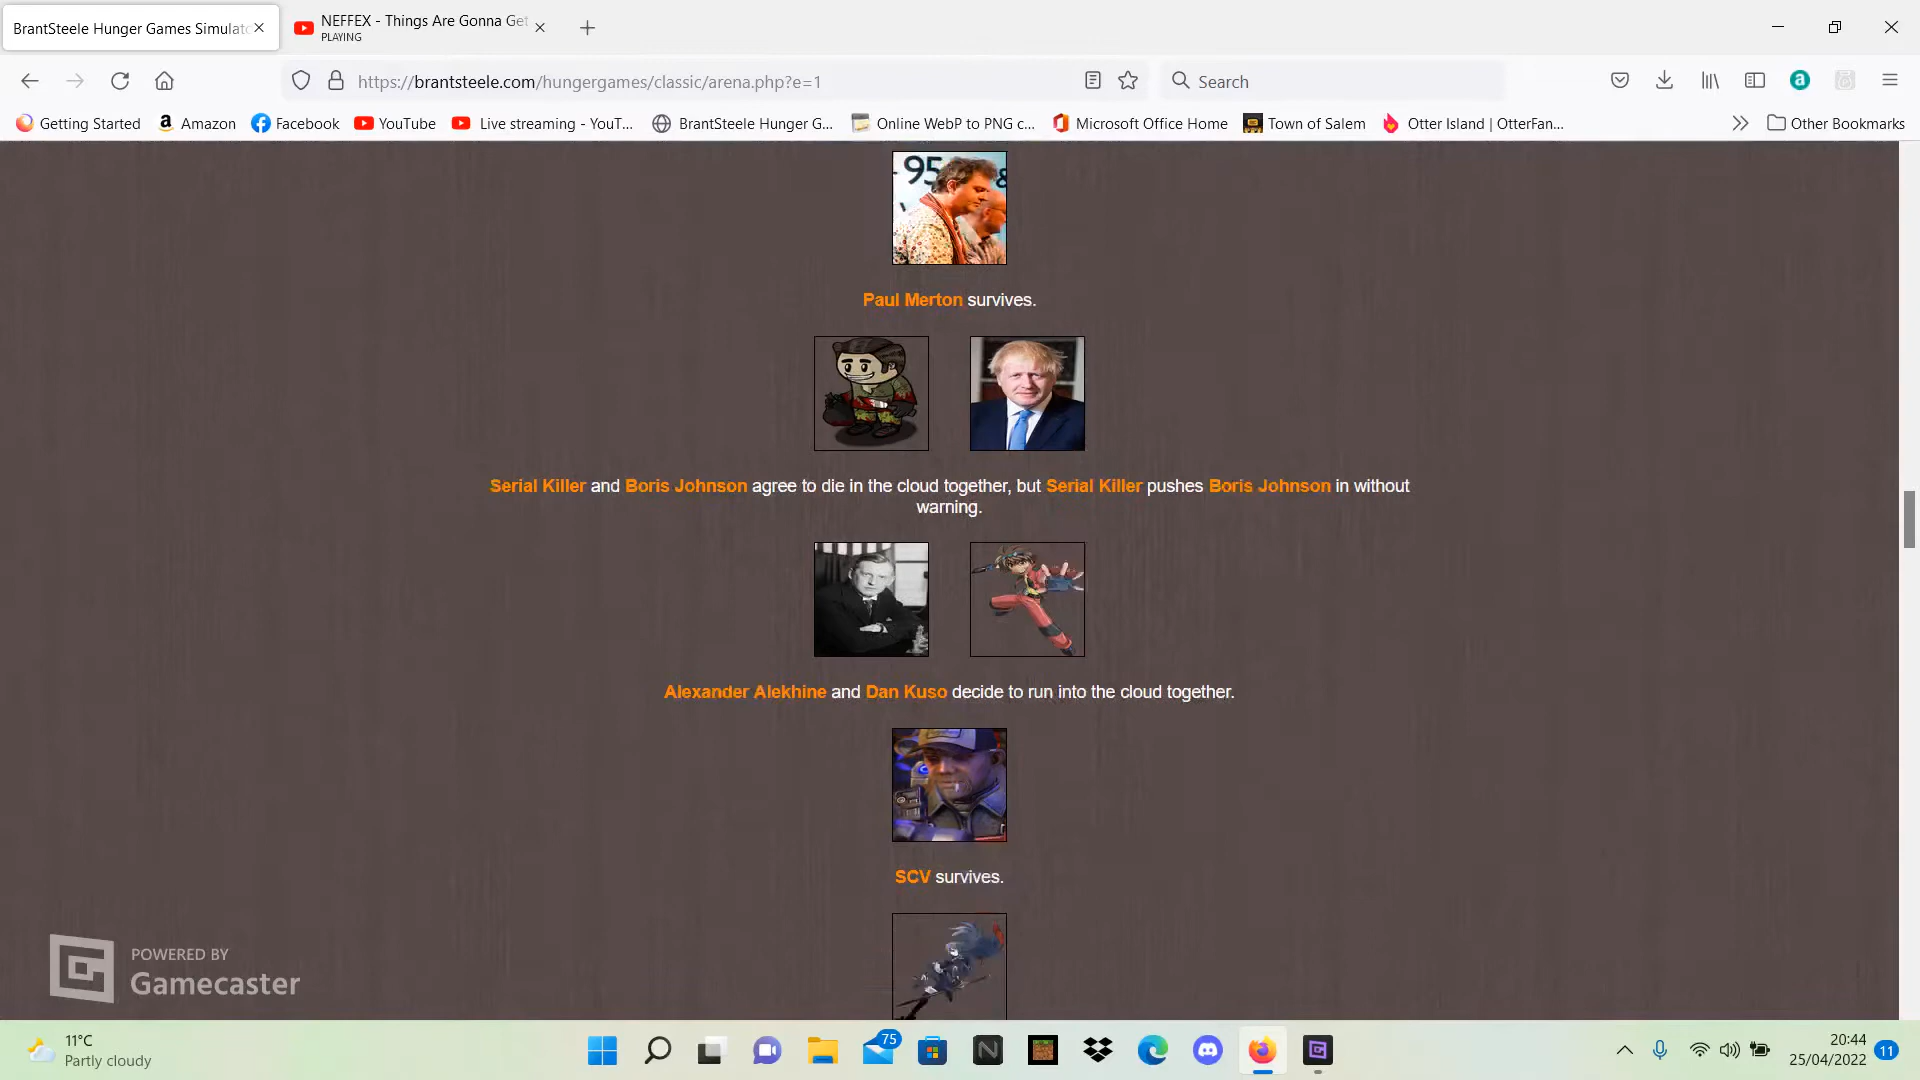 BrantSteele Hunger Games Simulato
NEFFEX - Things Are Gonna Get
PLAYING
https://brantsteele.com/hungergames/classic/arena.php?e=1
Search
Getting Started
Amazon
Facebook
YouTube
Live streaming - YouT...
BrantSteele Hunger G...
Online WebP to PNG c...
Microsoft Office Home
Town of Salem
Otter Island | OtterFan...
Other Bookmarks
95
Paul Merton survives.
Serial Killer and Boris Johnson agree to die in the cloud together, but Serial Killer pushes Boris Johnson in without
warning.
Alexander Alekhine and Dan Kuso decide to run into the cloud together.
SCV survives.
POWERED BY
Gamecaster
11°C
Partly cloudy
75
20:44
25/04/2022
11